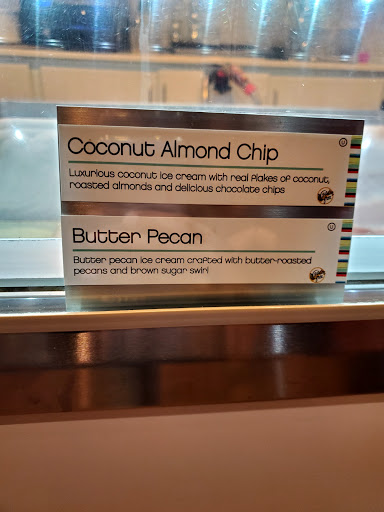 Coconut Almond Chip
Luxurious coconut ice cream with real flakes of coconut,
roasted almonds and delicious chocolate chips
Butter Pecan
Butter pecan ice cream crafted with butter-roasted
pecans and brown sugar swirl